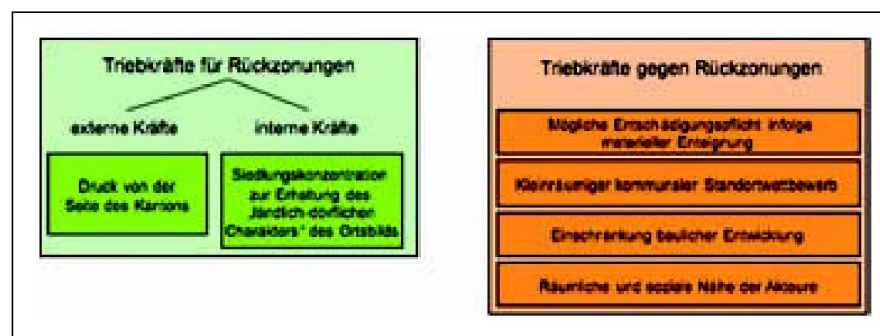 Triebkräfte für Rückzonungen
externe Kräfte
interne Kräfte
Druck von der
Seite des Kantons
Siedlungskonzentration
zur Erhaltung des
„ländlich-dörflichen
Charakters“ des Ortsbilds
Triebkräfte gegen Rückzonungen
Mögliche Entschädigungspflicht infolge
materieller Enteignung
Kleinräumiger kommunaler Standortwettbewerb
Einschränkung baulicher Entwicklung
Räumliche und soziale Nähe der Akteure